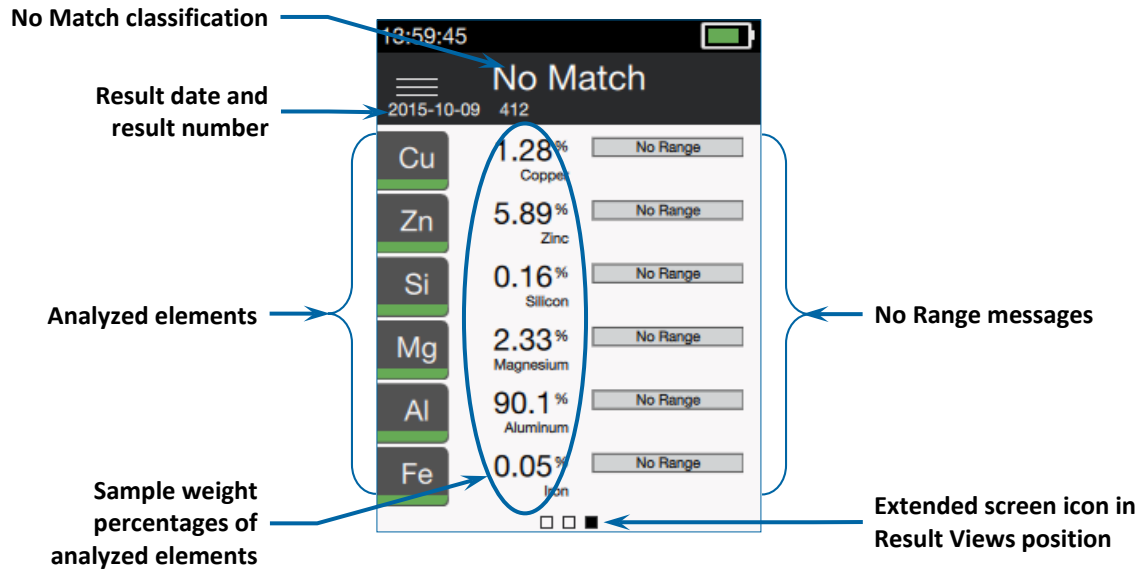 No Match classification
13:59:45
No Match
Result date and
result number
2015-10-09 412
Cu
1.28%
Copper
No Range
Zn
5.89%
Zinc
No Range
Si
0.16%
Silicon
No Range
Analyzed elements
No Range messages
Mg
2.33%
Magnesium
No Range
Al
90.1%
Aluminum
No Range
Fe
0.05%
Iron
No Range
Sample weight
percentages of
analyzed elements
Extended screen icon in
Result Views position